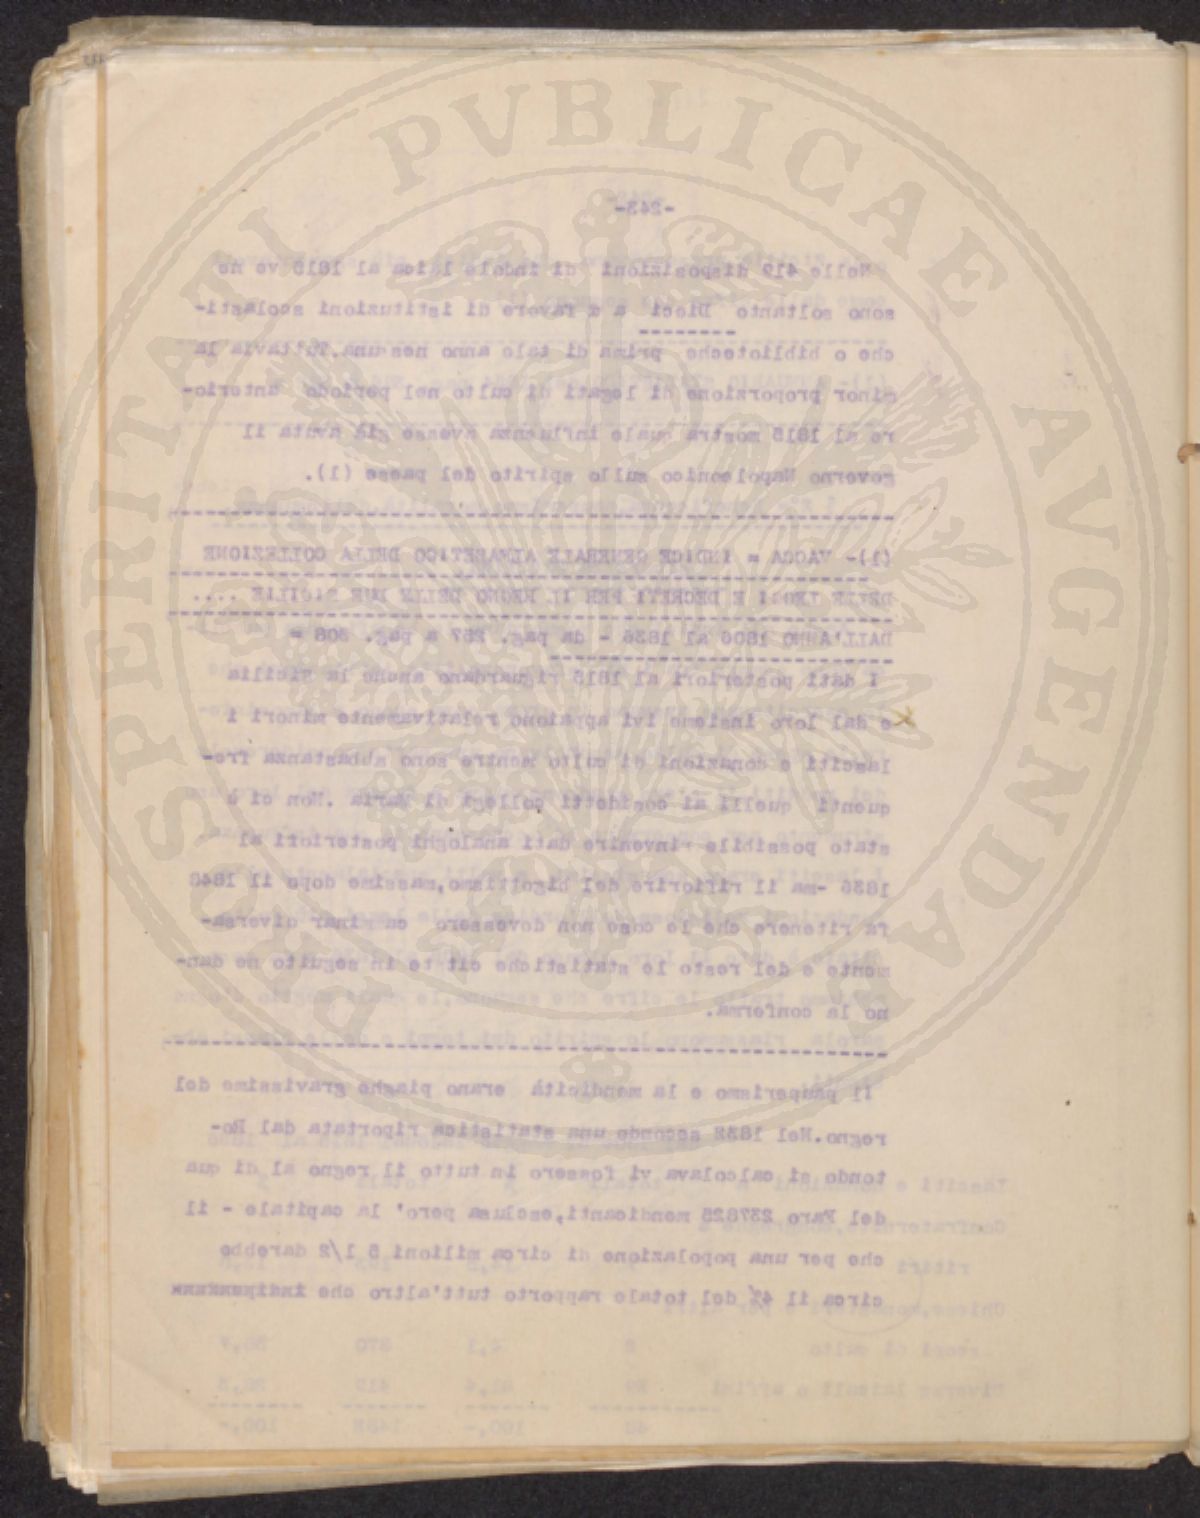 PROSPERITATI PUBLICAE AVGENDAE
-243-
Nelle 419 disposizioni di indole laica al 1815 ve ne
sono soltanto Dieci a a favore di istituzioni scolasti-
che o biblioteche prima di tale anno nessuna.Tuttavia la
minor proporzione di legati di culto nel periodo anterio-
re al 1815 mostra quale influenza avesse già avuta il
governo Napoleonico sullo spirito del paese (1).
(1)- VACCA = INDICE GENERALE ALFABETICO DELLA COLLEZIONE
DELLE LEGGI E DECRETI PER IL REGNO DELLE DUE SICILIE ....
DALL'ANNO 1806 al 1836 - da pag. 257 a pag. 308 =
I dati posteriori al 1815 riguardano anche la Sicilia
e dal loro insieme ivi appaiono relativamente minori i
lasciti e donazioni di culto mentre sono abbastanza fre-
quenti quelli ai cosidetti collegi di Maria .Non ci è
stato possibile rinvenire dati analoghi posteriori al
1836 -ma il rifiorire del bigottismo,massime dopo il 1848
fa ritenere che le cose non dovessero camminar diversa-
mente e del resto le statistiche citate in seguito ne dan-
no la conferma.
Il pauperismo e la mendicità erano piaghe gravissime del
regno.Nel 1832 secondo una statistica riportata dal Ro-
tondo si calcolava vi fossero in tutto il regno al di qua
del Faro 237825 mendicanti,esclusa pero' la capitale - il
che per una popolazione di circa milioni 5 1/2 darebbe
circa il 4% del totale rapporto tutt'altro che